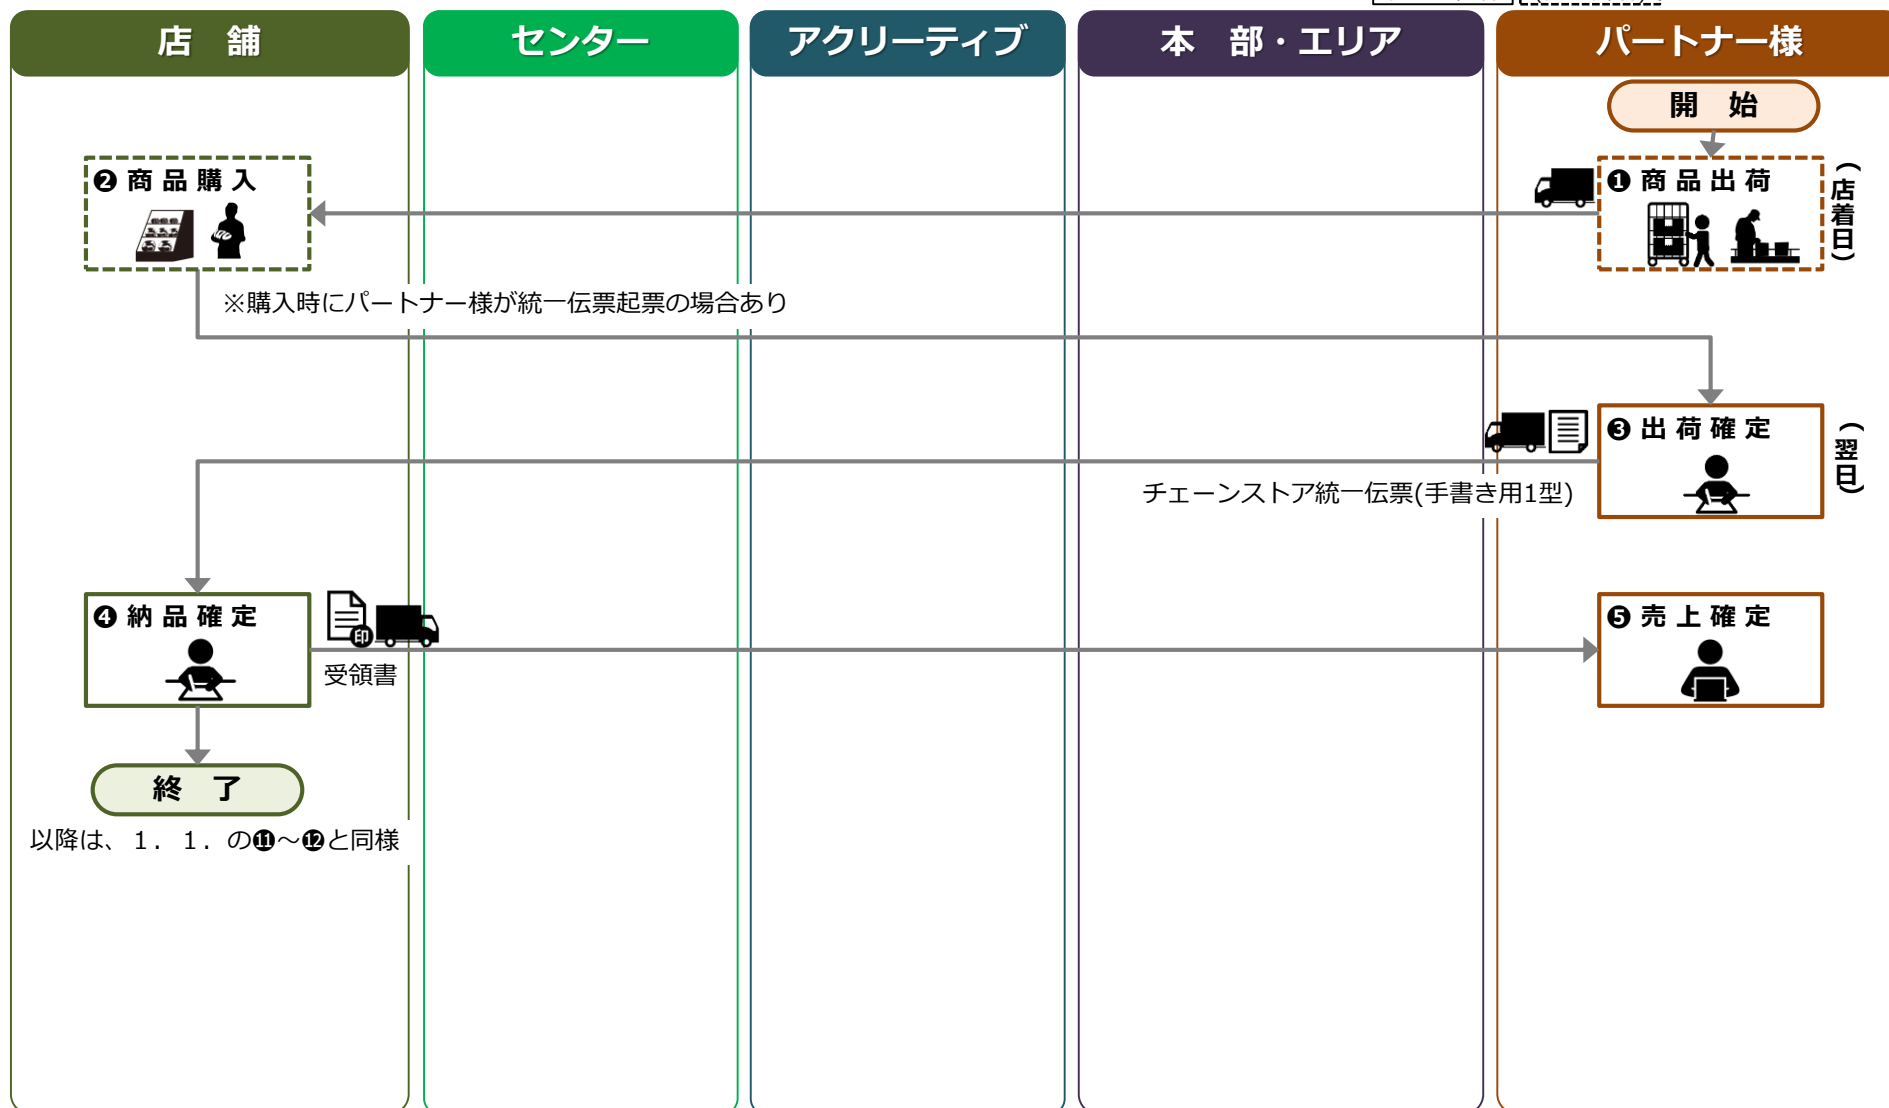 店　舗
センター
アクリーティブ
本　部・エリア
パートナー様
開　始
❷商品購入
❶商品出荷
(店着日)
※購入時にパートナー様が統一伝票起票の場合あり
❸出荷確定
(翌日)
チェーンストア統一伝票(手書き用1型)
❹納品確定
印
受領書
❺売上確定
終　了
以降は、１．１．の⓫～⓬と同様